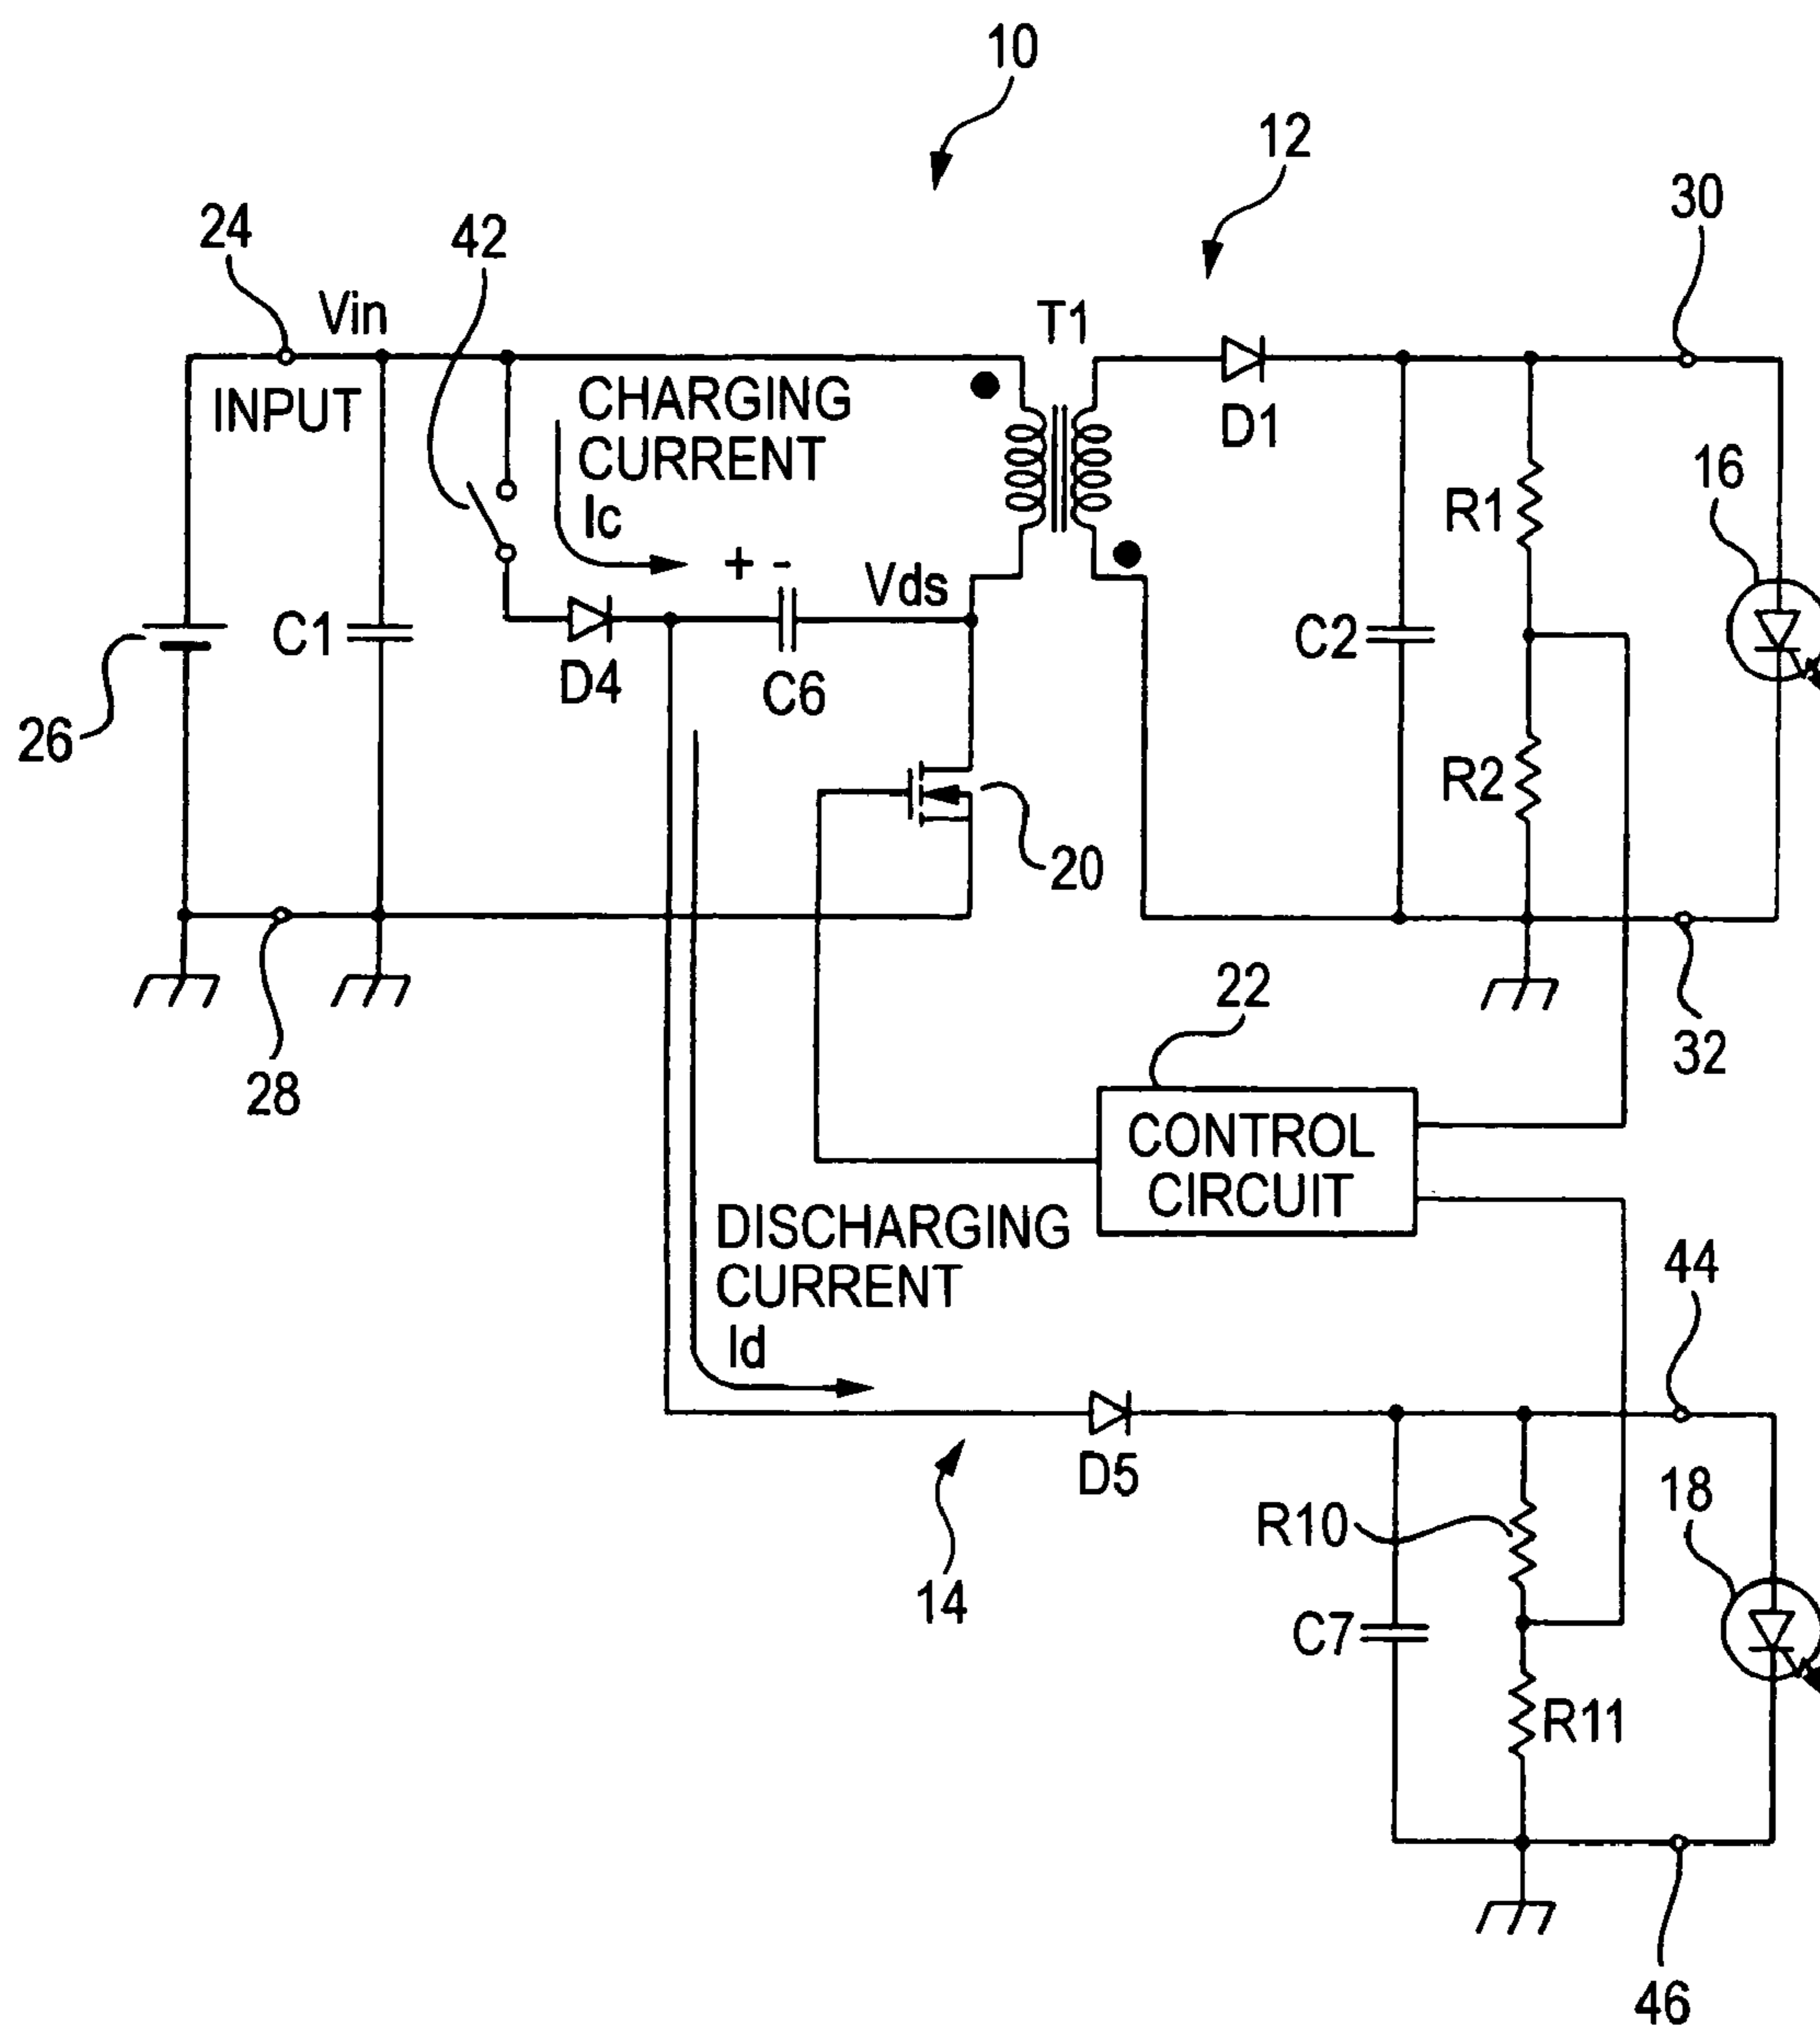 10
12
30
24
42
Vin
T1
INPUT
CHARGING
CURRENT
Ic
D1
16
R1
+ -
Vds
C1
D4
C6
C2
26
R2
20
22
28
32
CONTROL
CIRCUIT
DISCHARGING
CURRENT
Id
44
D5
18
R10
14
C7
R11
46